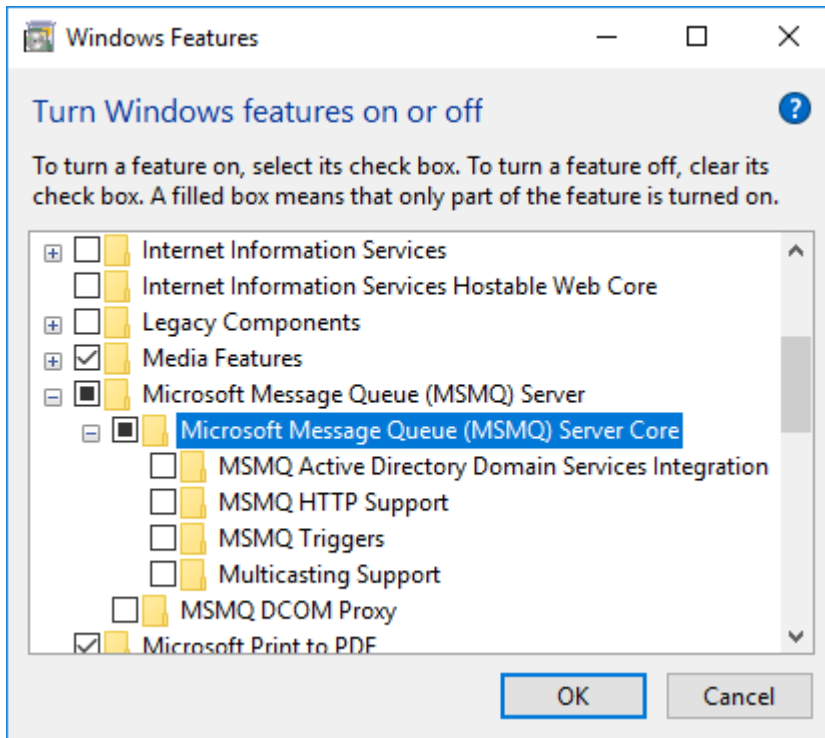 Windows Features
Turn Windows features on or off
?
To turn a feature on, select its check box. To turn a feature off, clear its
check box. A filled box means that only part of the feature is turned on.
Internet Information Services
Internet Information Services Hostable Web Core
Legacy Components
Media Features
Microsoft Message Queue (MSMQ) Server
Microsoft Message Queue (MSMQ) Server Core
MSMQ Active Directory Domain Services Integration
MSMQ HTTP Support
MSMQ Triggers
Multicasting Support
MSMQ DCOM Proxy
Microsoft Print to PDF
OK
Cancel